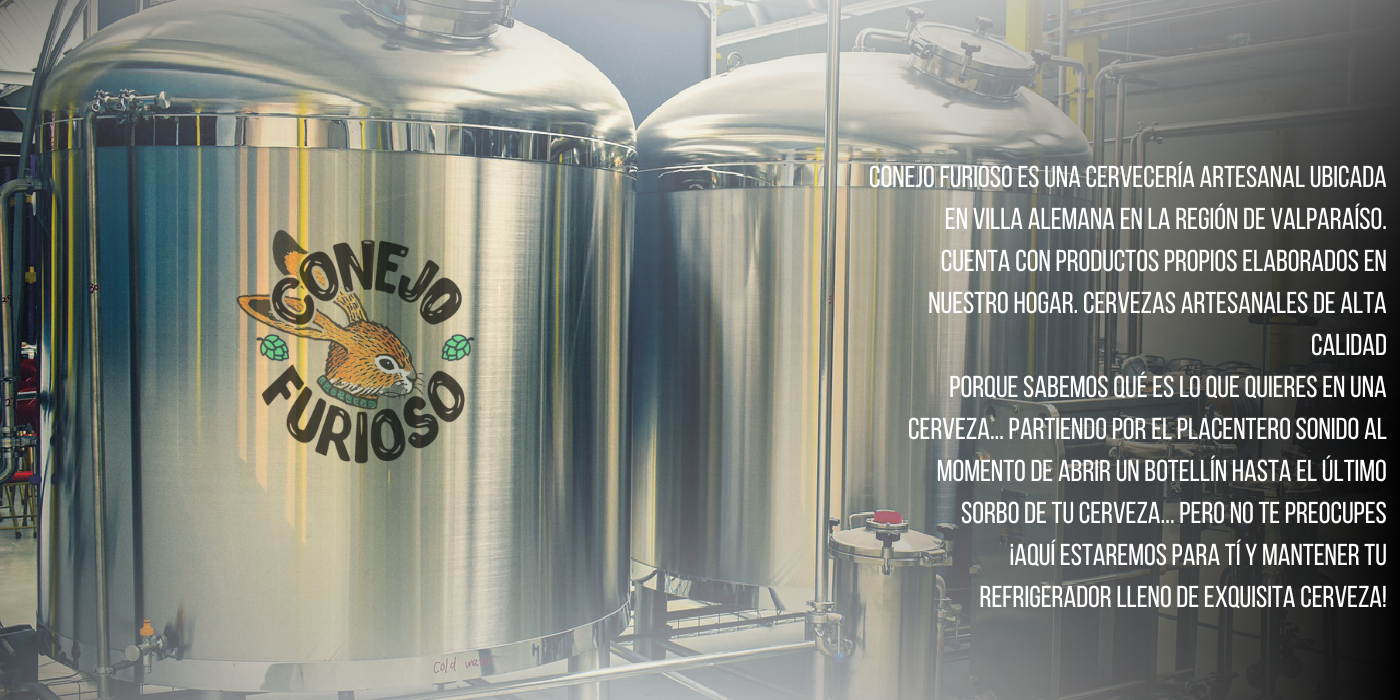 CONEJO
FURIOSO
CONEJO FURIOSO ES UNA CERVECERÍA ARTESANAL UBICADA
EN VILLA ALEMANA EN LA REGIÓN DE VALPARAÍSO.
CUENTA CON PRODUCTOS PROPIOS ELABORADOS EN
NUESTRO HOGAR. CERVEZAS ARTESANALES DE ALTA
CALIDAD
PORQUE SABEMOS QUÉ ES LO QUE QUIERES EN UNA
CERVEZA... PARTIENDO POR EL PLACENTERO SONIDO AL
MOMENTO DE ABRIR UN BOTELLÍN HASTA EL ÚLTIMO
SORBO DE TU CERVEZA... PERO NO TE PREOCUPES
¡AQUÍ ESTAREMOS PARA TÍ Y MANTENER TU
REFRIGERADOR LLENO DE EXQUISITA CERVEZA!
Cold